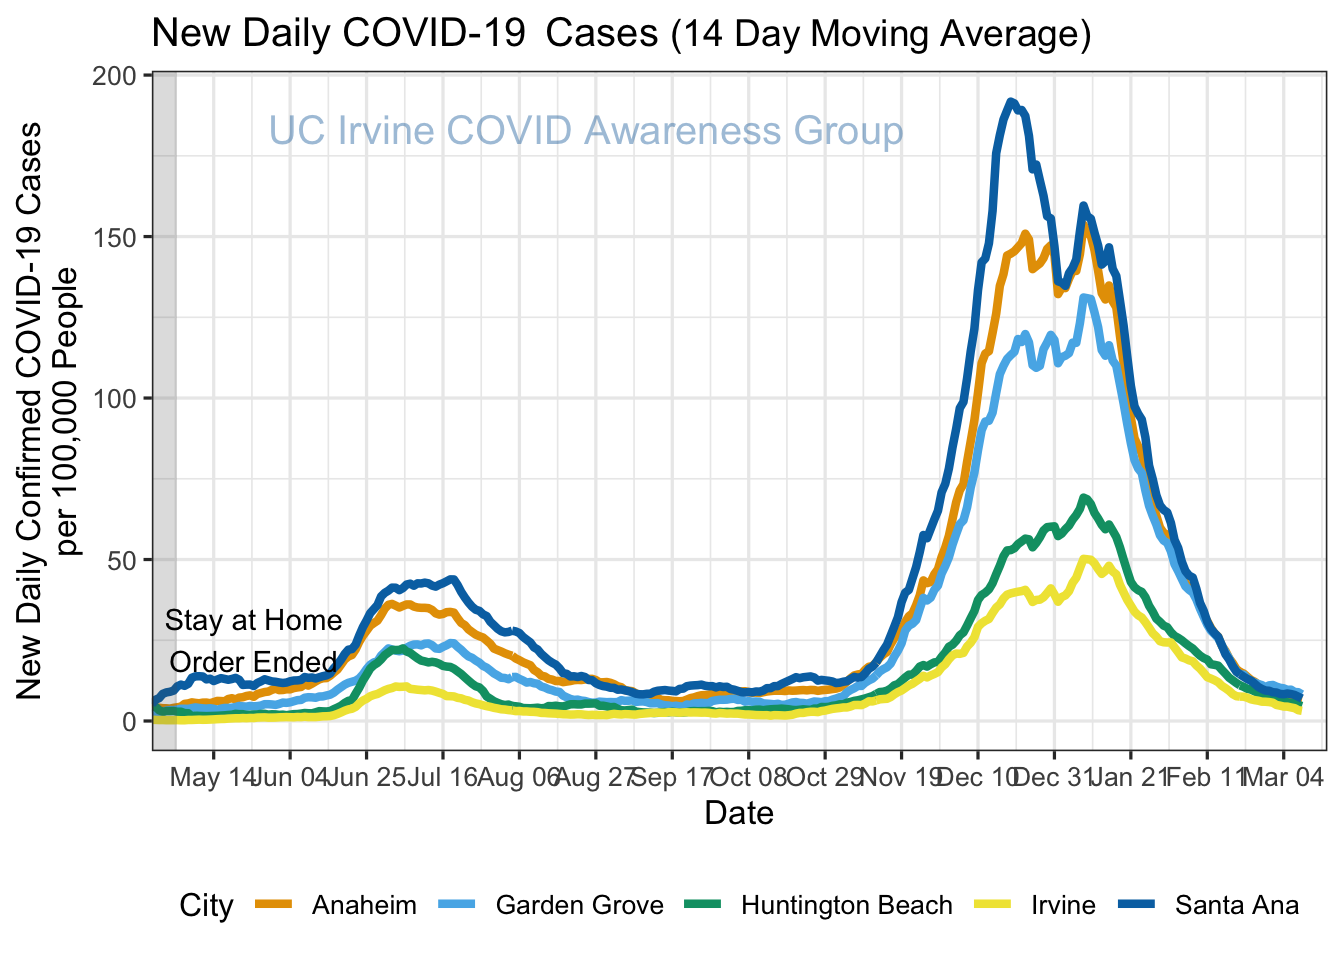 New Daily COVID-19  Cases (14 Day Moving Average)
UC Irvine COVID Awareness Group
New Daily Confirmed COVID-19 Cases
per 100,000 People
200
150
100
50
0
Stay at Home
Order Ended
May 14 Jun 04 Jun 25 Jul 16 Aug 06 Aug 27 Sep 17 Oct 08 Oct 29 Nov 19 Dec 10 Dec 31 Jan 21 Feb 11 Mar 04
Date
City Anaheim Garden Grove Huntington Beach Irvine Santa Ana